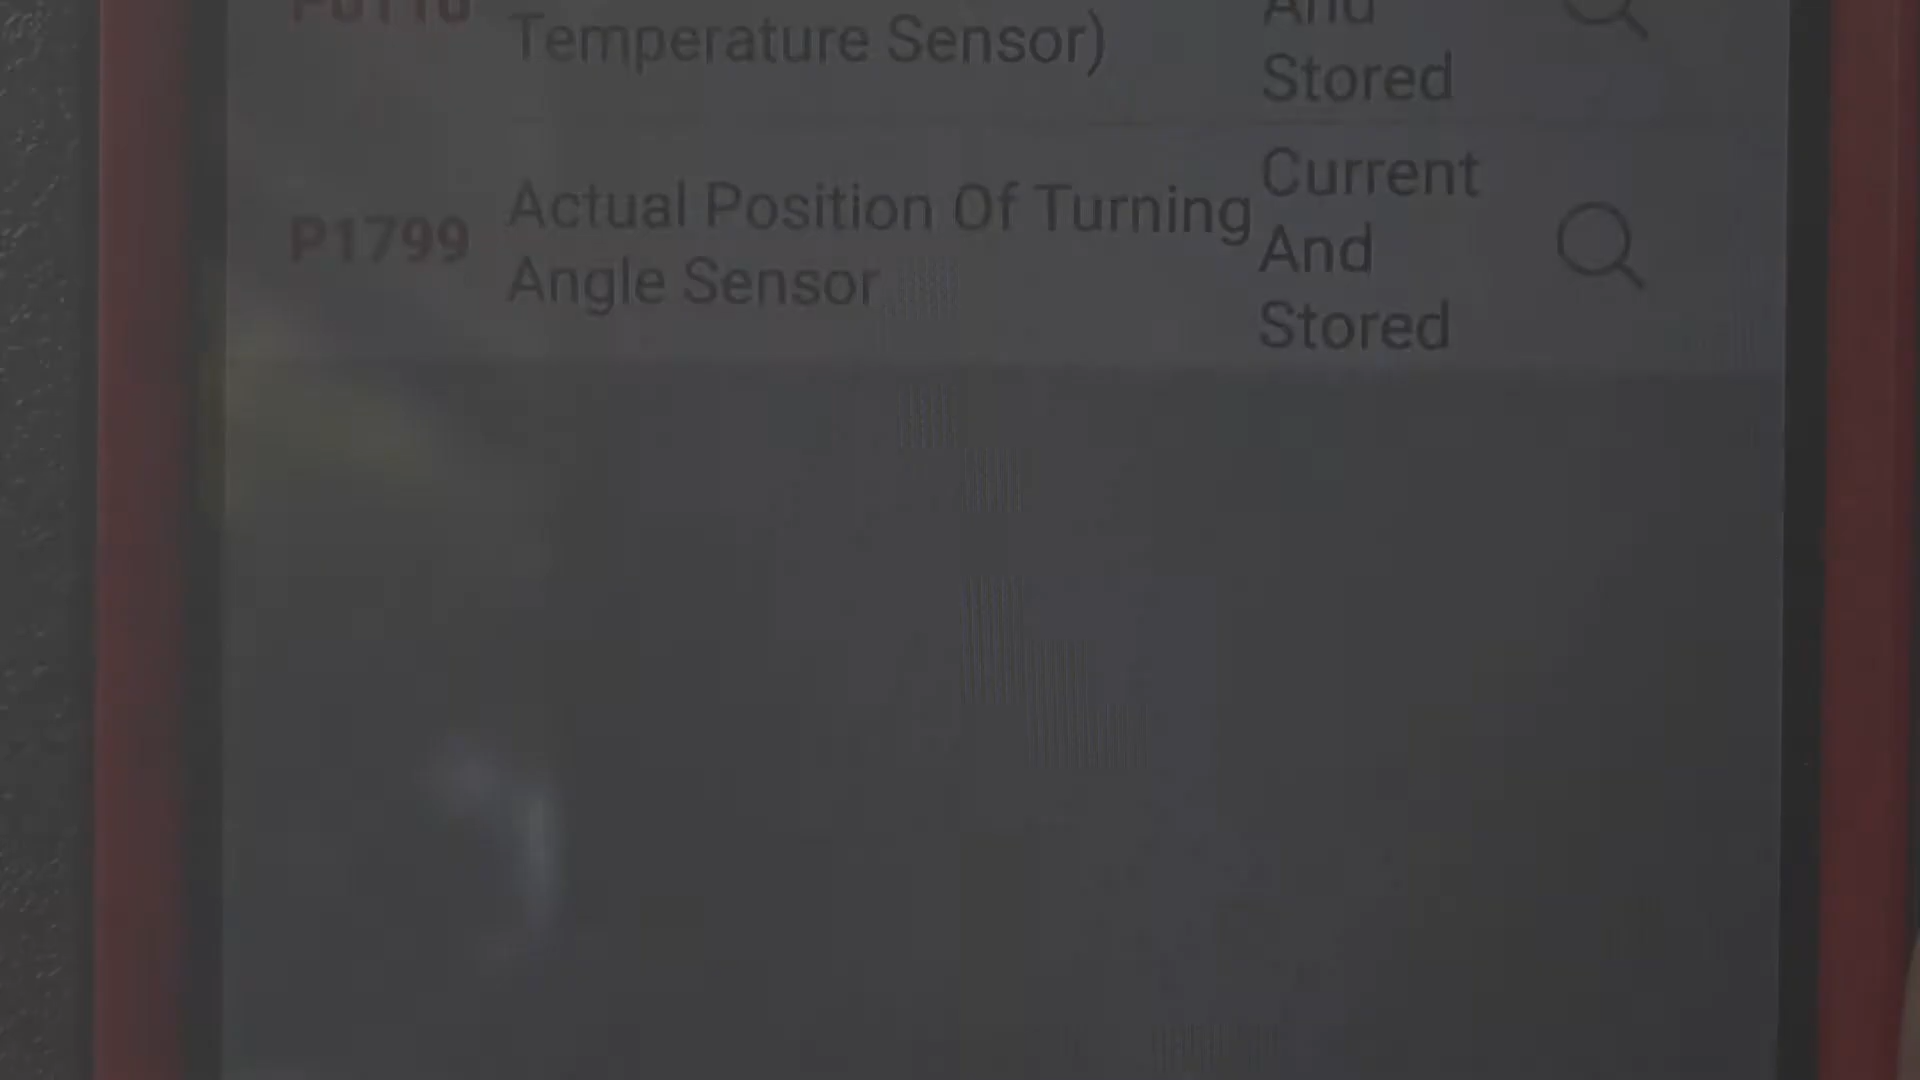 Temperature Sensor)
And
Stored
P1799
Actual Position Of Turning
Angle Sensor
Current
And
Stored